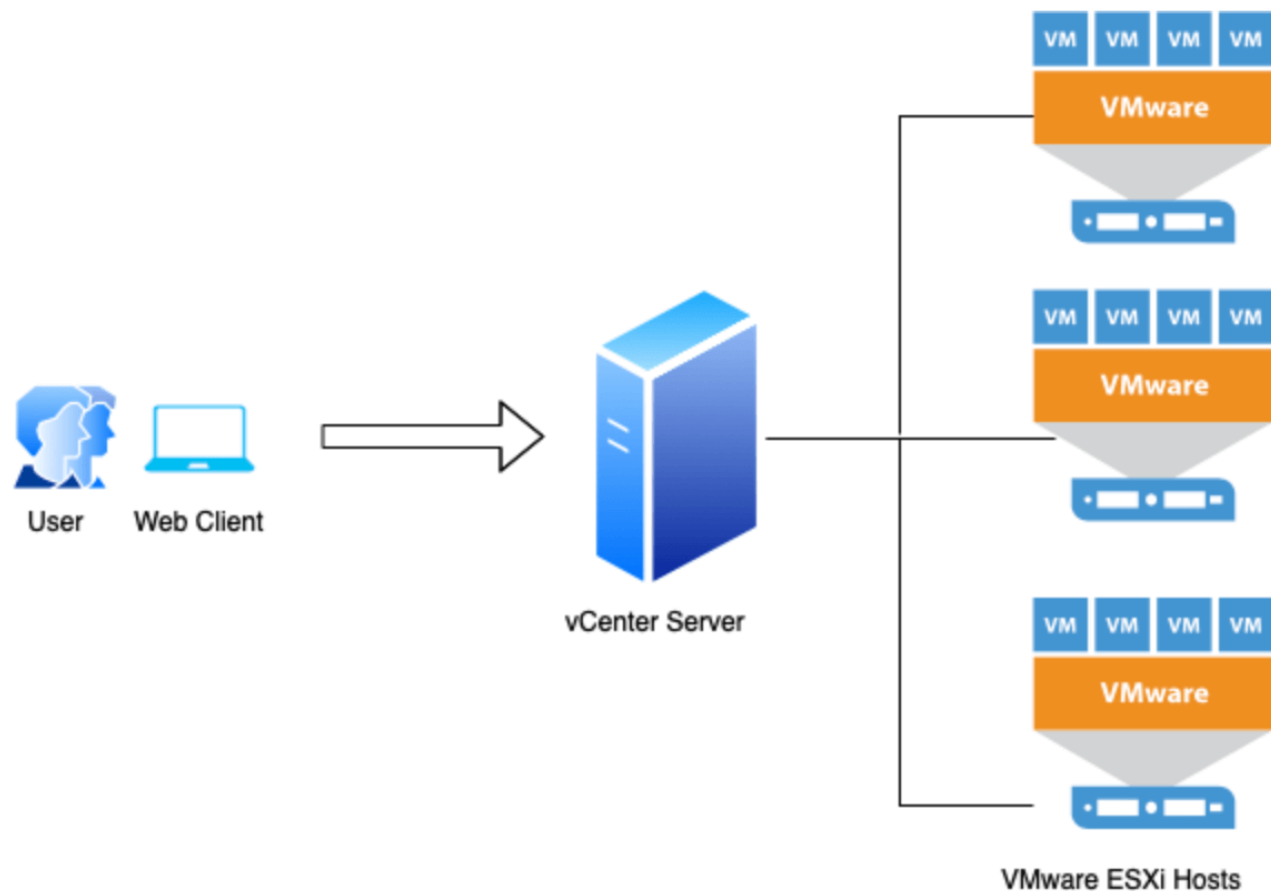 VM VM VM VM
VMware
VM VM VM VM
VMware
User Web Client
vCenter Server
VM VM VM VM
VMware
VMware ESXi Hosts